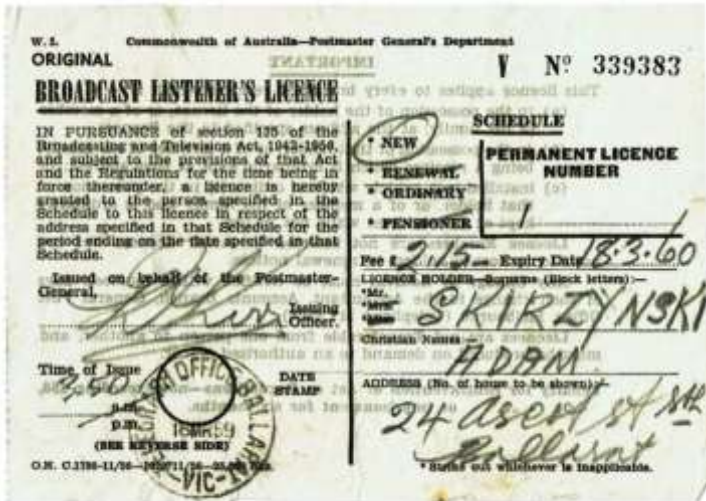 W. L. Commonwealth of Australia—Postmaster General's Department
ORIGINAL
V Nº 339383
BROADCAST LISTENER'S LICENCE
IN PURSUANCE of section 125 of the
Broadcasting and Television Act, 1942-1956,
and subject to the provisions of that Act
and the Regulations for the time being in
force thereunder, a licence is hereby
granted to the person specified in the
Schedule to this licence in respect of the
address specified in that Schedule for the
period ending on the date specified in that
Schedule.
Issued on behalf of the Postmaster-
General,
Issuing
Officer.
Time of Issue
3.50
a.m.
p.m.
DATE
STAMP
OFFICE BALLARAT
VIC
(SEE REVERSE SIDE)
SCHEDULE
* NEW
* RENEWAL
* ORDINARY
* PENSIONER
PERMANENT LICENCE
NUMBER
Fee £ 2.15 Expiry Date 18.3.60
LICENCE HOLDER—Surname (Block letters):—
*Mr.
*Mrs.
*Miss
SKIRZYNSKI
Christian Names —
ADAM
ADDRESS (No. of house to be shown):—
24 Ascot St Sth
Ballarat
* Strike out whichever is inapplicable.